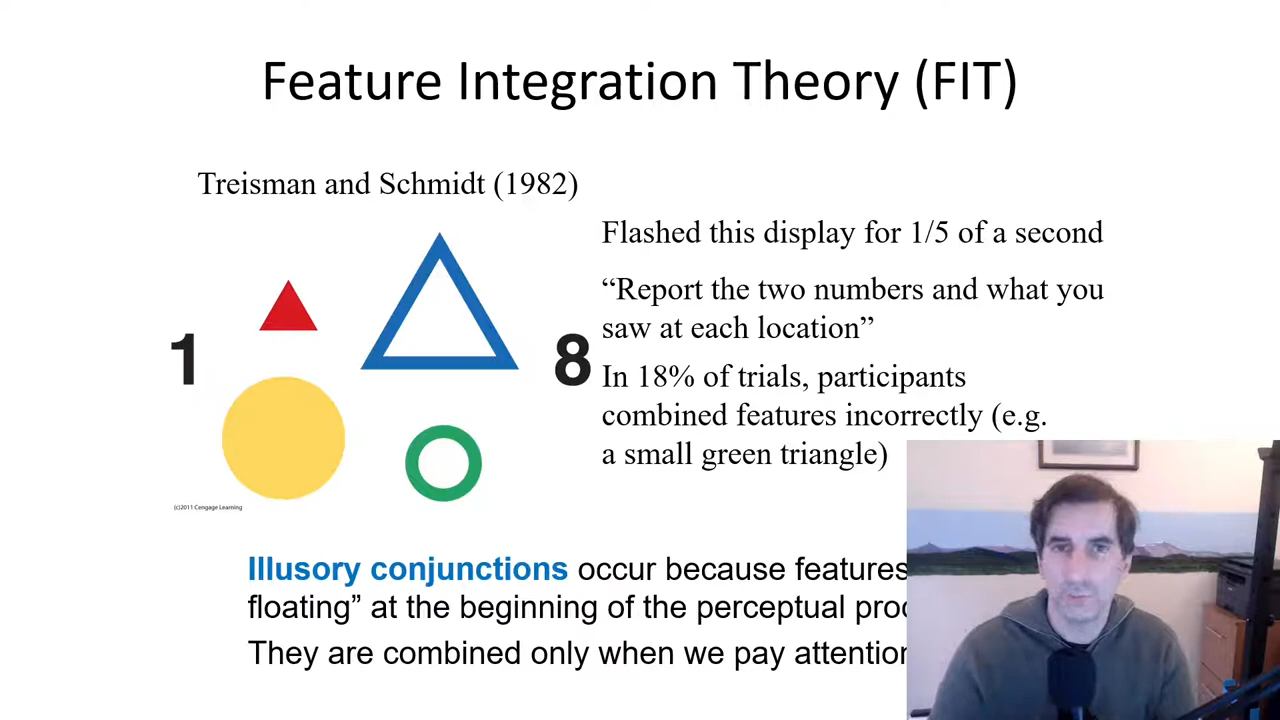 Feature Integration Theory (FIT)
Treisman and Schmidt (1982)
Flashed this display for 1/5 of a second
“Report the two numbers and what you
saw at each location”
1
8
In 18% of trials, participants
combined features incorrectly (e.g.
a small green triangle)
(c)2011 Cengage Learning
Illusory conjunctions occur because features
floating” at the beginning of the perceptual
They are combined only when we pay